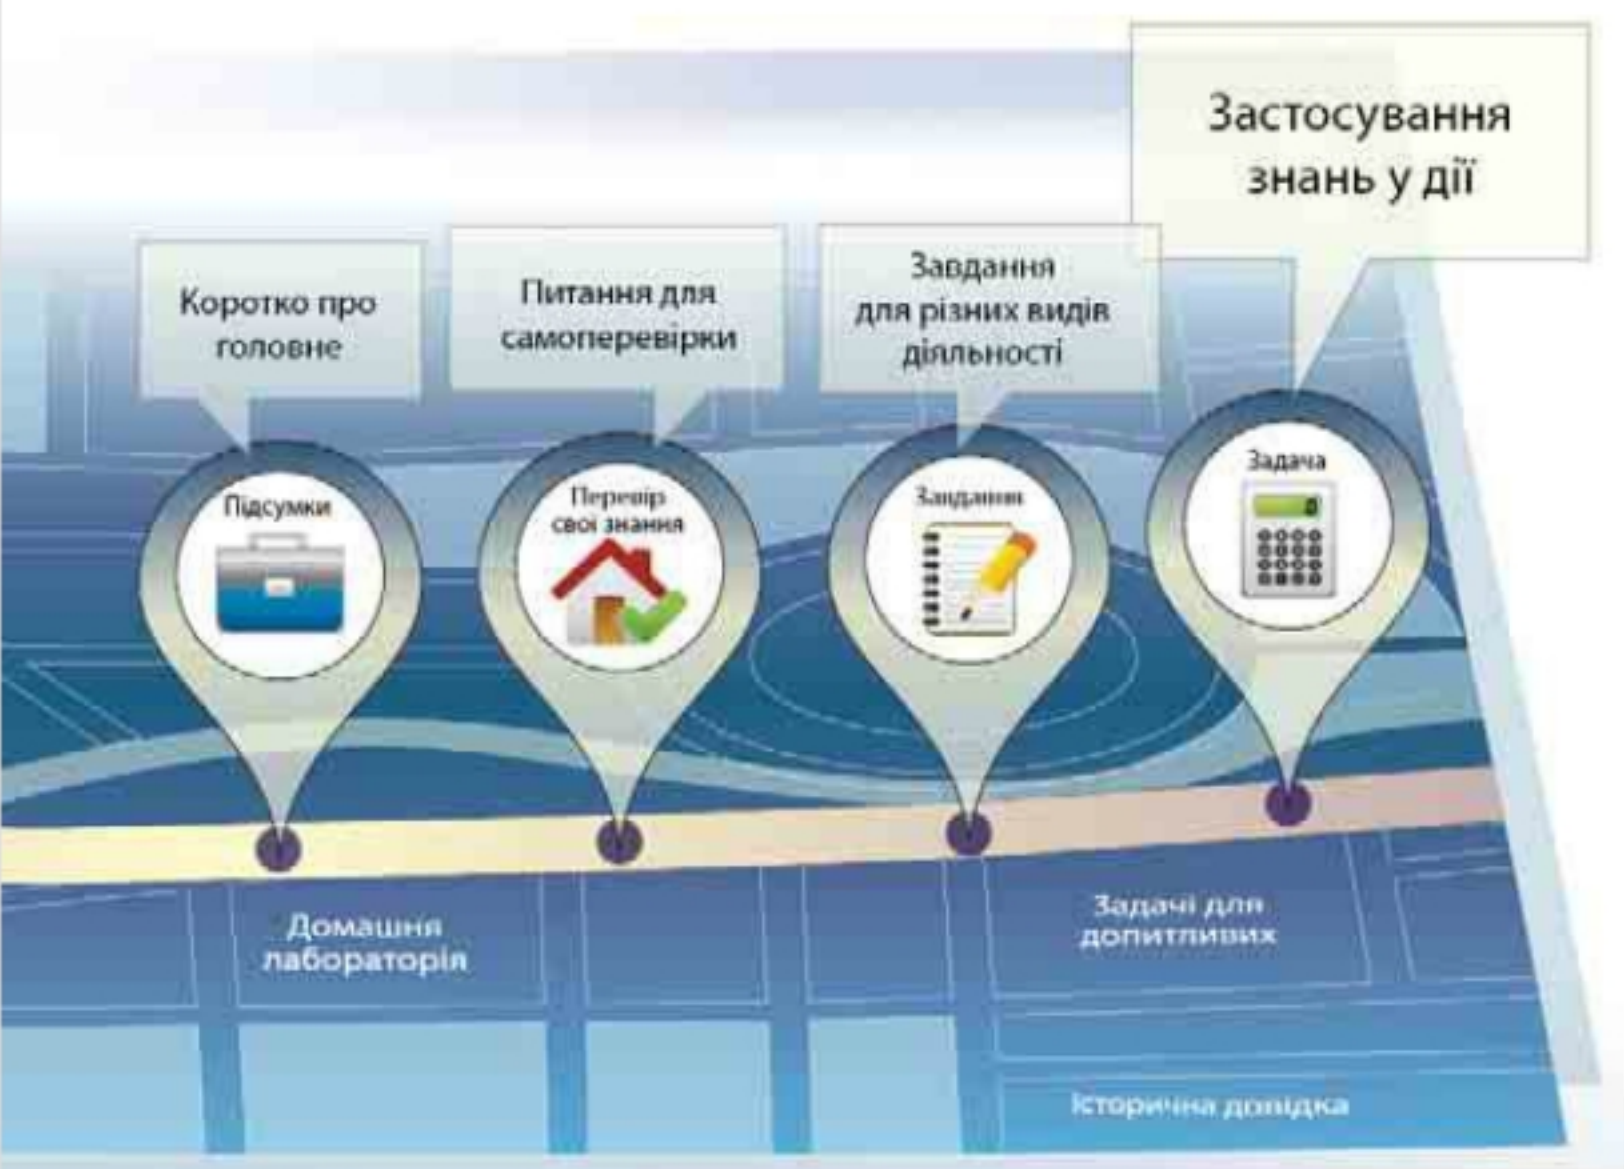 Застосування
знань у дії
Коротко про
головне
Питання для
самоперевірки
Завдання
для різних видів
діяльності
Підсумки
Перевір
свої знання
Завдання
Задача
0
Домашня
лабораторія
Задачі для
допитливих
Історична довідка